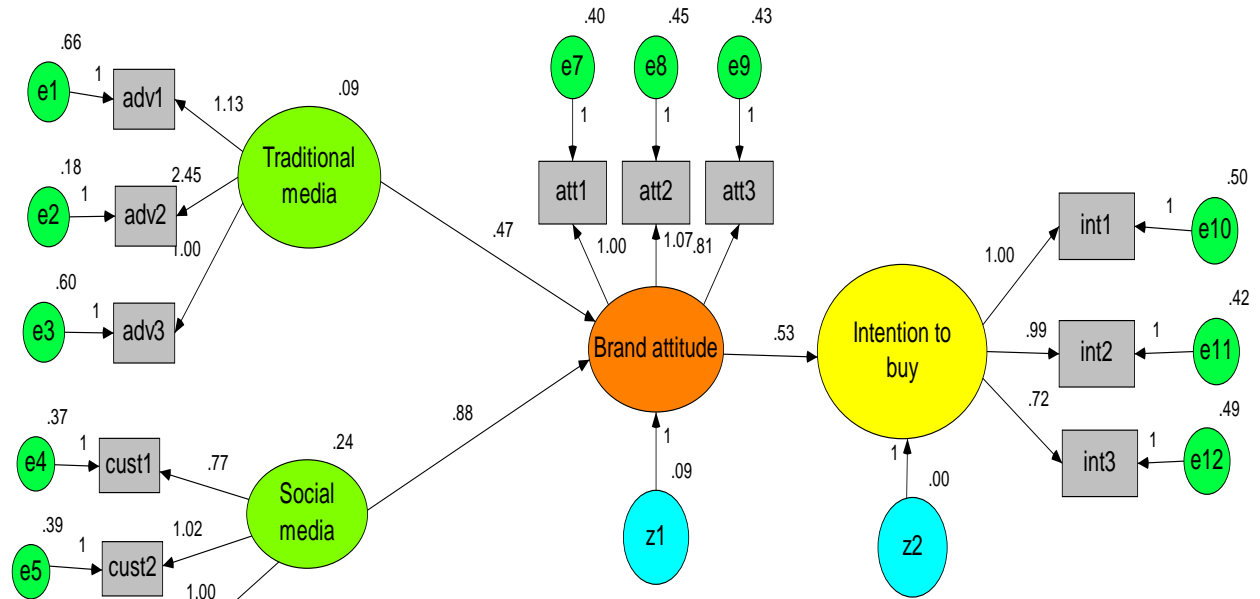 .40
.45
.43
.66
.09
e7
e8
e9
1
e1
adv1
1.13
1
1
1
Traditional
media
.18
2.45
att1
att2
att3
.50
1
e2
adv2
1
int1
e10
1.00
.47
1.00
1.07
.81
1.00
.60
.42
1
e3
adv3
Brand attitude
.53
Intention to
buy
.99
int2
1
e11
.72
.88
.49
.37
.24
1
1
int3
1
e12
e4
cust1
.77
1
.09
.00
Social
media
.39
1.02
1
z1
z2
e5
cust2
1.00